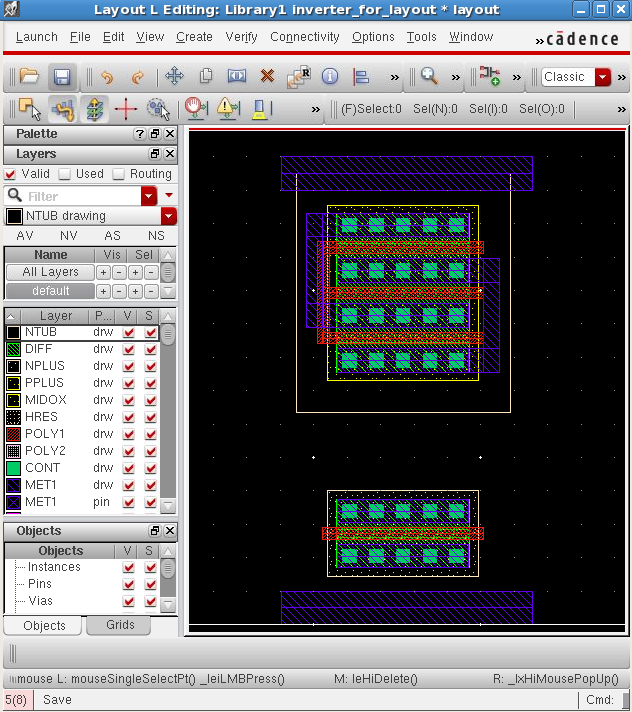 Layout L Editing: Library1 inverter_for_layout * layout
Launch File Edit View Create Verify Connectivity Options Tools Window » cādence
» » » Classic »
» (F)Select:0 Sel(N):0 Sel(I):0 Sel(O):0 »
Palette ?
Layers
Valid Used Routing
Filter
NTUB drawing
AV NV AS NS
Name Vis Sel
All Layers + - + -
default + - + -
Layer P... V S
NTUB drw
DIFF drw
NPLUS drw
PPLUS drw
MIDOX drw
HRES drw
POLY1 drw
POLY2 drw
CONT drw
MET1 drw
MET1 pin
Objects
Objects V S
Instances
Pins
Vias
Objects Grids
mouse L: mouseSingleSelectPt() _leiLMBPress() M: leHiDelete() R: _lxHiMousePopUp()
5(8) Save Cmd: